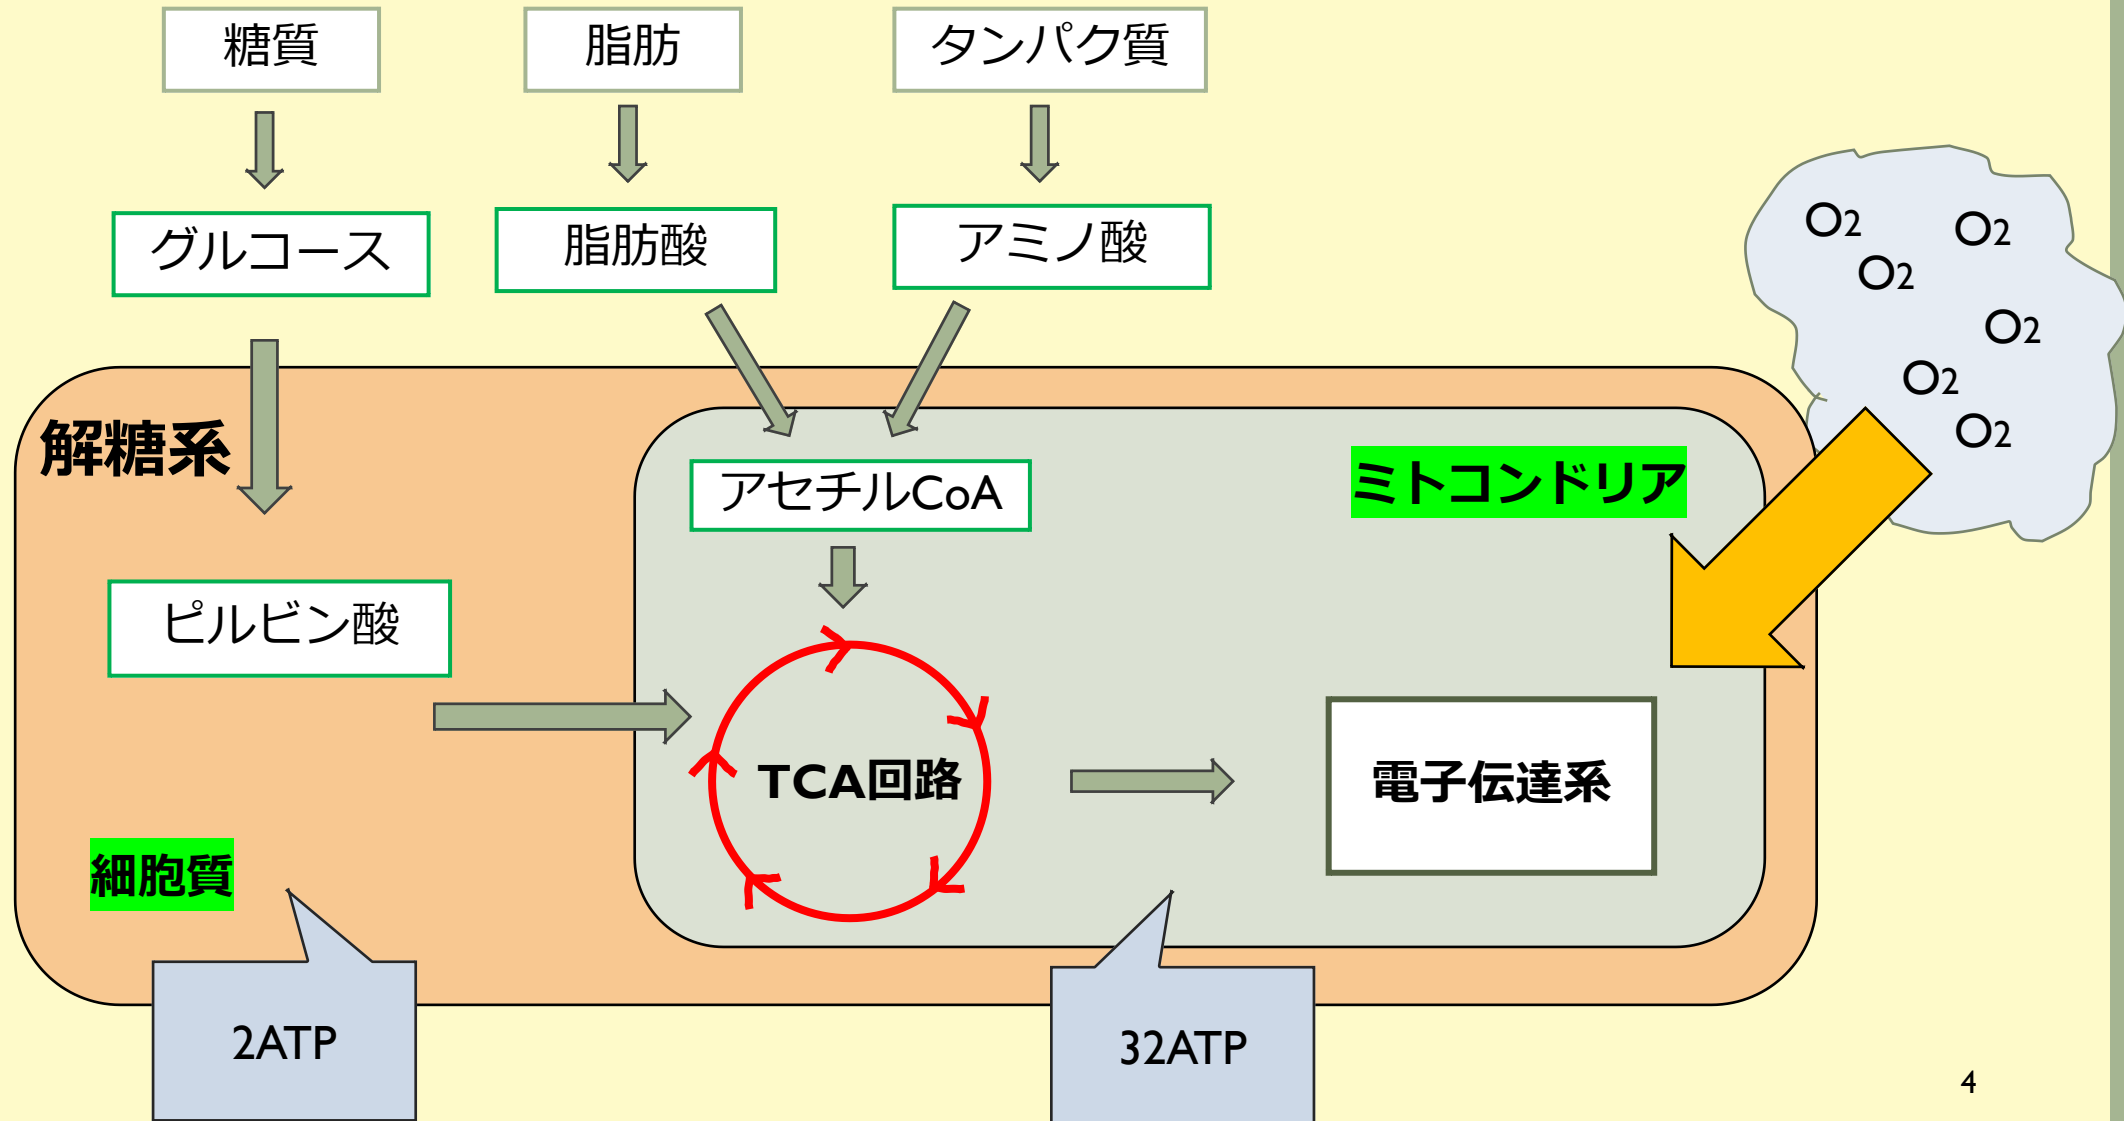 糖質
脂肪
タンパク質
グルコース
脂肪酸
アミノ酸
O2
O2
O2
O2
O2
O2
解糖系
アセチルCoA
ミトコンドリア
ピルビン酸
TCA回路
電子伝達系
細胞質
2ATP
32ATP
4